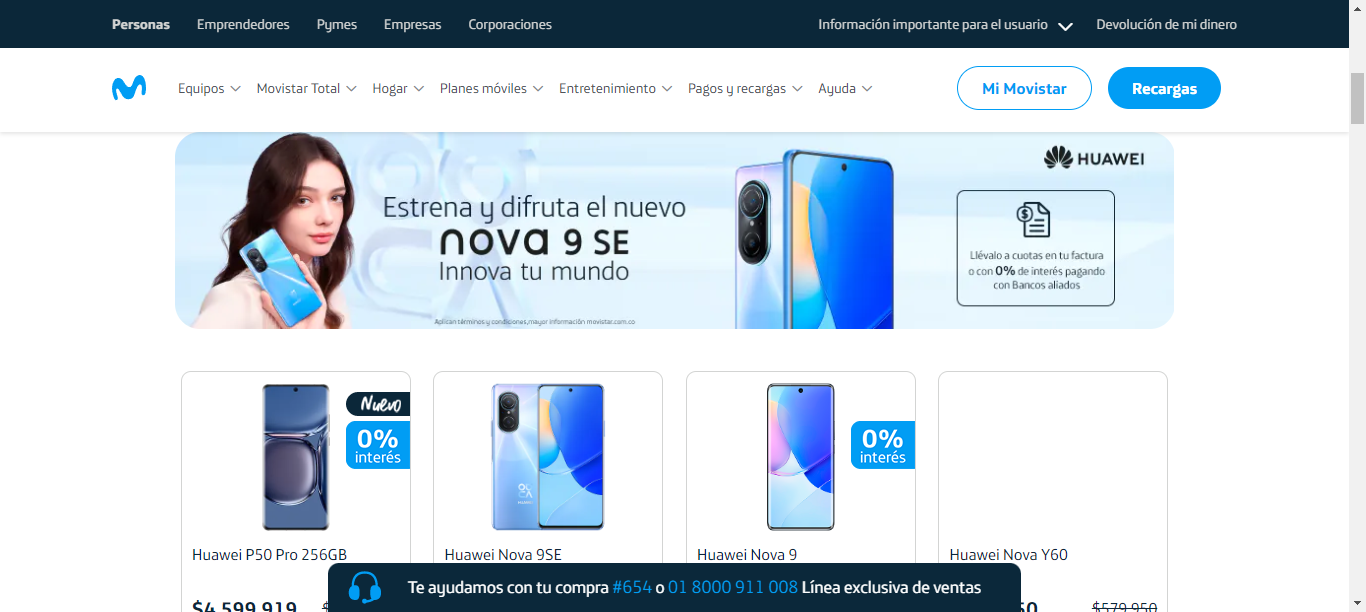 Personas Emprendedores Pymes Empresas Corporaciones Información importante para el usuario Devolución de mi dinero
Equipos Movistar Total Hogar Planes móviles Entretenimiento Pagos y recargas Ayuda Mi Movistar Recargas
HUAWEI
Estrena y difruta el nuevo
nova 9 SE
Innova tu mundo
Llévalo a cuotas en tu factura
o con 0% de interés pagando
con Bancos aliados
Aplican términos y condiciones,mayor información movistar.com.co
Nuevo
0%
interés
0%
interés
Huawei P50 Pro 256GB
Huawei Nova 9SE
Huawei Nova 9
Huawei Nova Y60
$4.599.919
$579.950
Te ayudamos con tu compra #654 o 01 8000 911 008 Línea exclusiva de ventas